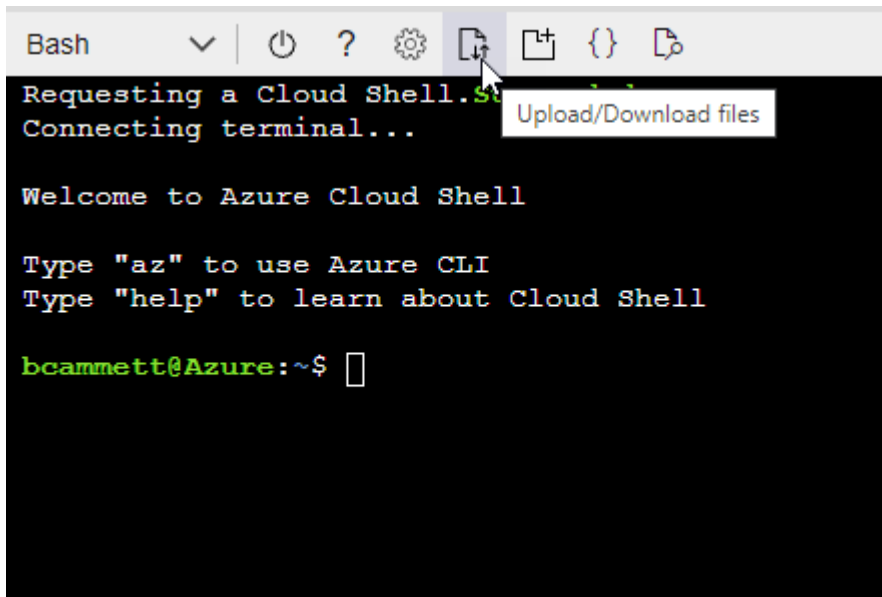 Bash
? {}
Requesting a Cloud Shell.
Upload/Download files
Connecting terminal...
Welcome to Azure Cloud Shell
Type "az" to use Azure CLI
Type "help" to learn about Cloud Shell
bcammett@Azure:~$